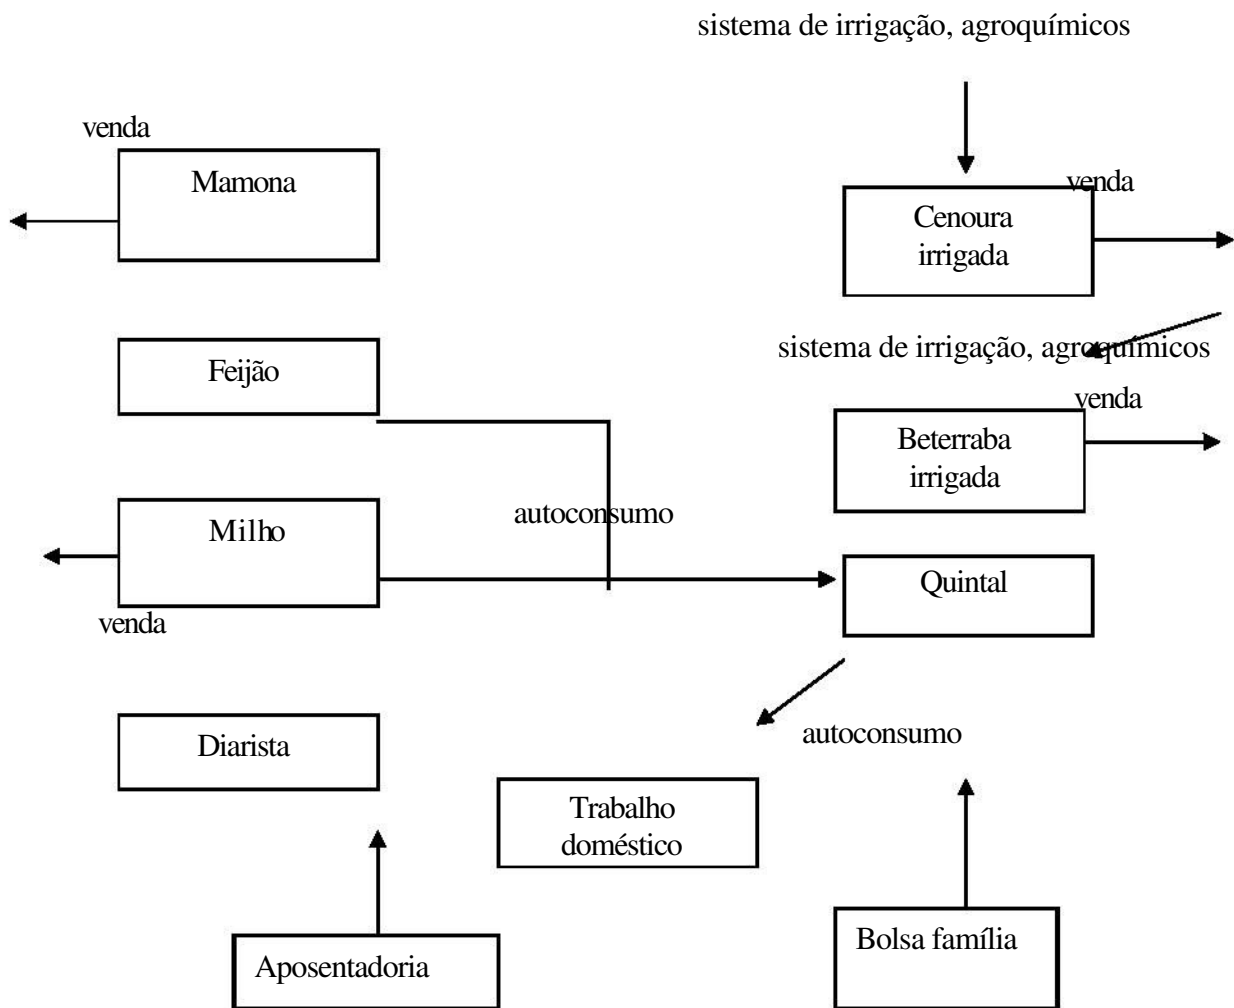 sistema de irrigação, agroquímicos
venda
Mamona
venda
Cenoura
irrigada
sistema de irrigação, agroquímicos
Feijão
venda
Beterraba
irrigada
autoconsumo
Milho
Quintal
venda
Diarista
autoconsumo
Trabalho
doméstico
Bolsa família
Aposentadoria